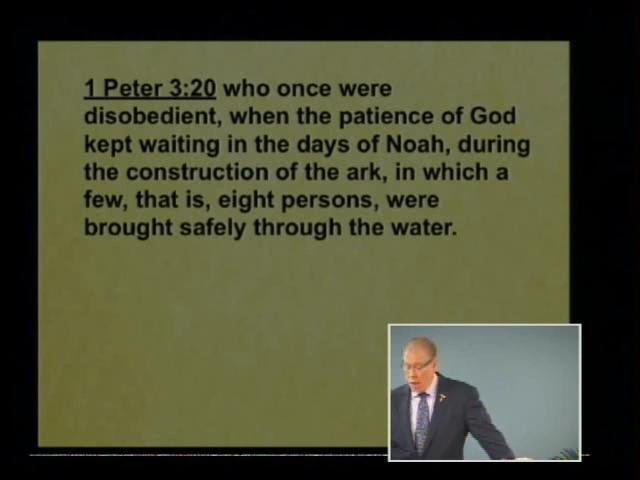 1 Peter 3:20 who once were
disobedient, when the patience of God
kept waiting in the days of Noah, during
the construction of the ark, in which a
few, that is, eight persons, were
brought safely through the water.